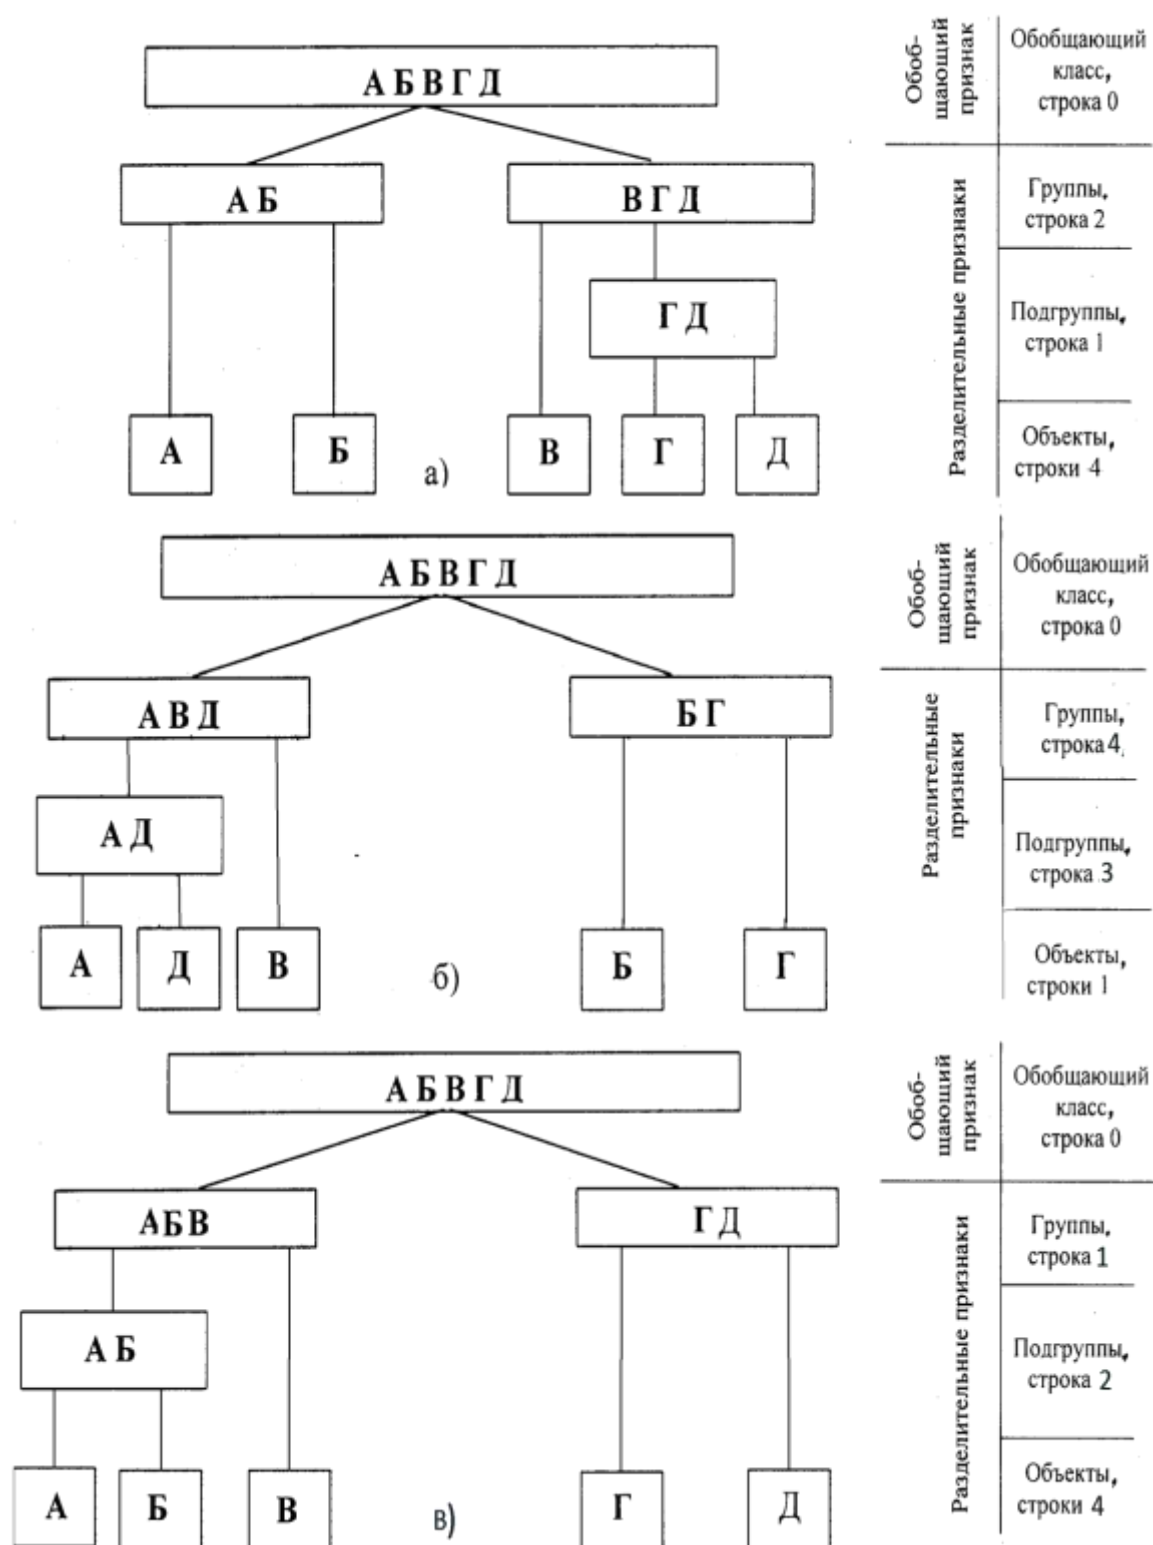 А Б В Г Д
Обоб-
щающий
признак
Обобщающий
класс,
строка 0
А Б
В Г Д
Разделительные признаки
Группы,
строка 2
Г Д
Подгруппы,
строка 1
А
Б
В
Г
Д
Объекты,
строки 4
а)
А Б В Г Д
Обоб-
щающий
признак
Обобщающий
класс,
строка 0
А В Д
Б Г
Разделительные
признаки
Группы,
строка 4
А Д
Подгруппы,
строка 3
А
Д
В
Б
Г
Объекты,
строки 1
б)
А Б В Г Д
Обоб-
щающий
признак
Обобщающий
класс,
строка 0
АБВ
Г Д
Разделительные признаки
Группы,
строка 1
А Б
Подгруппы,
строка 2
А
Б
В
Г
Д
Объекты,
строки 4
в)